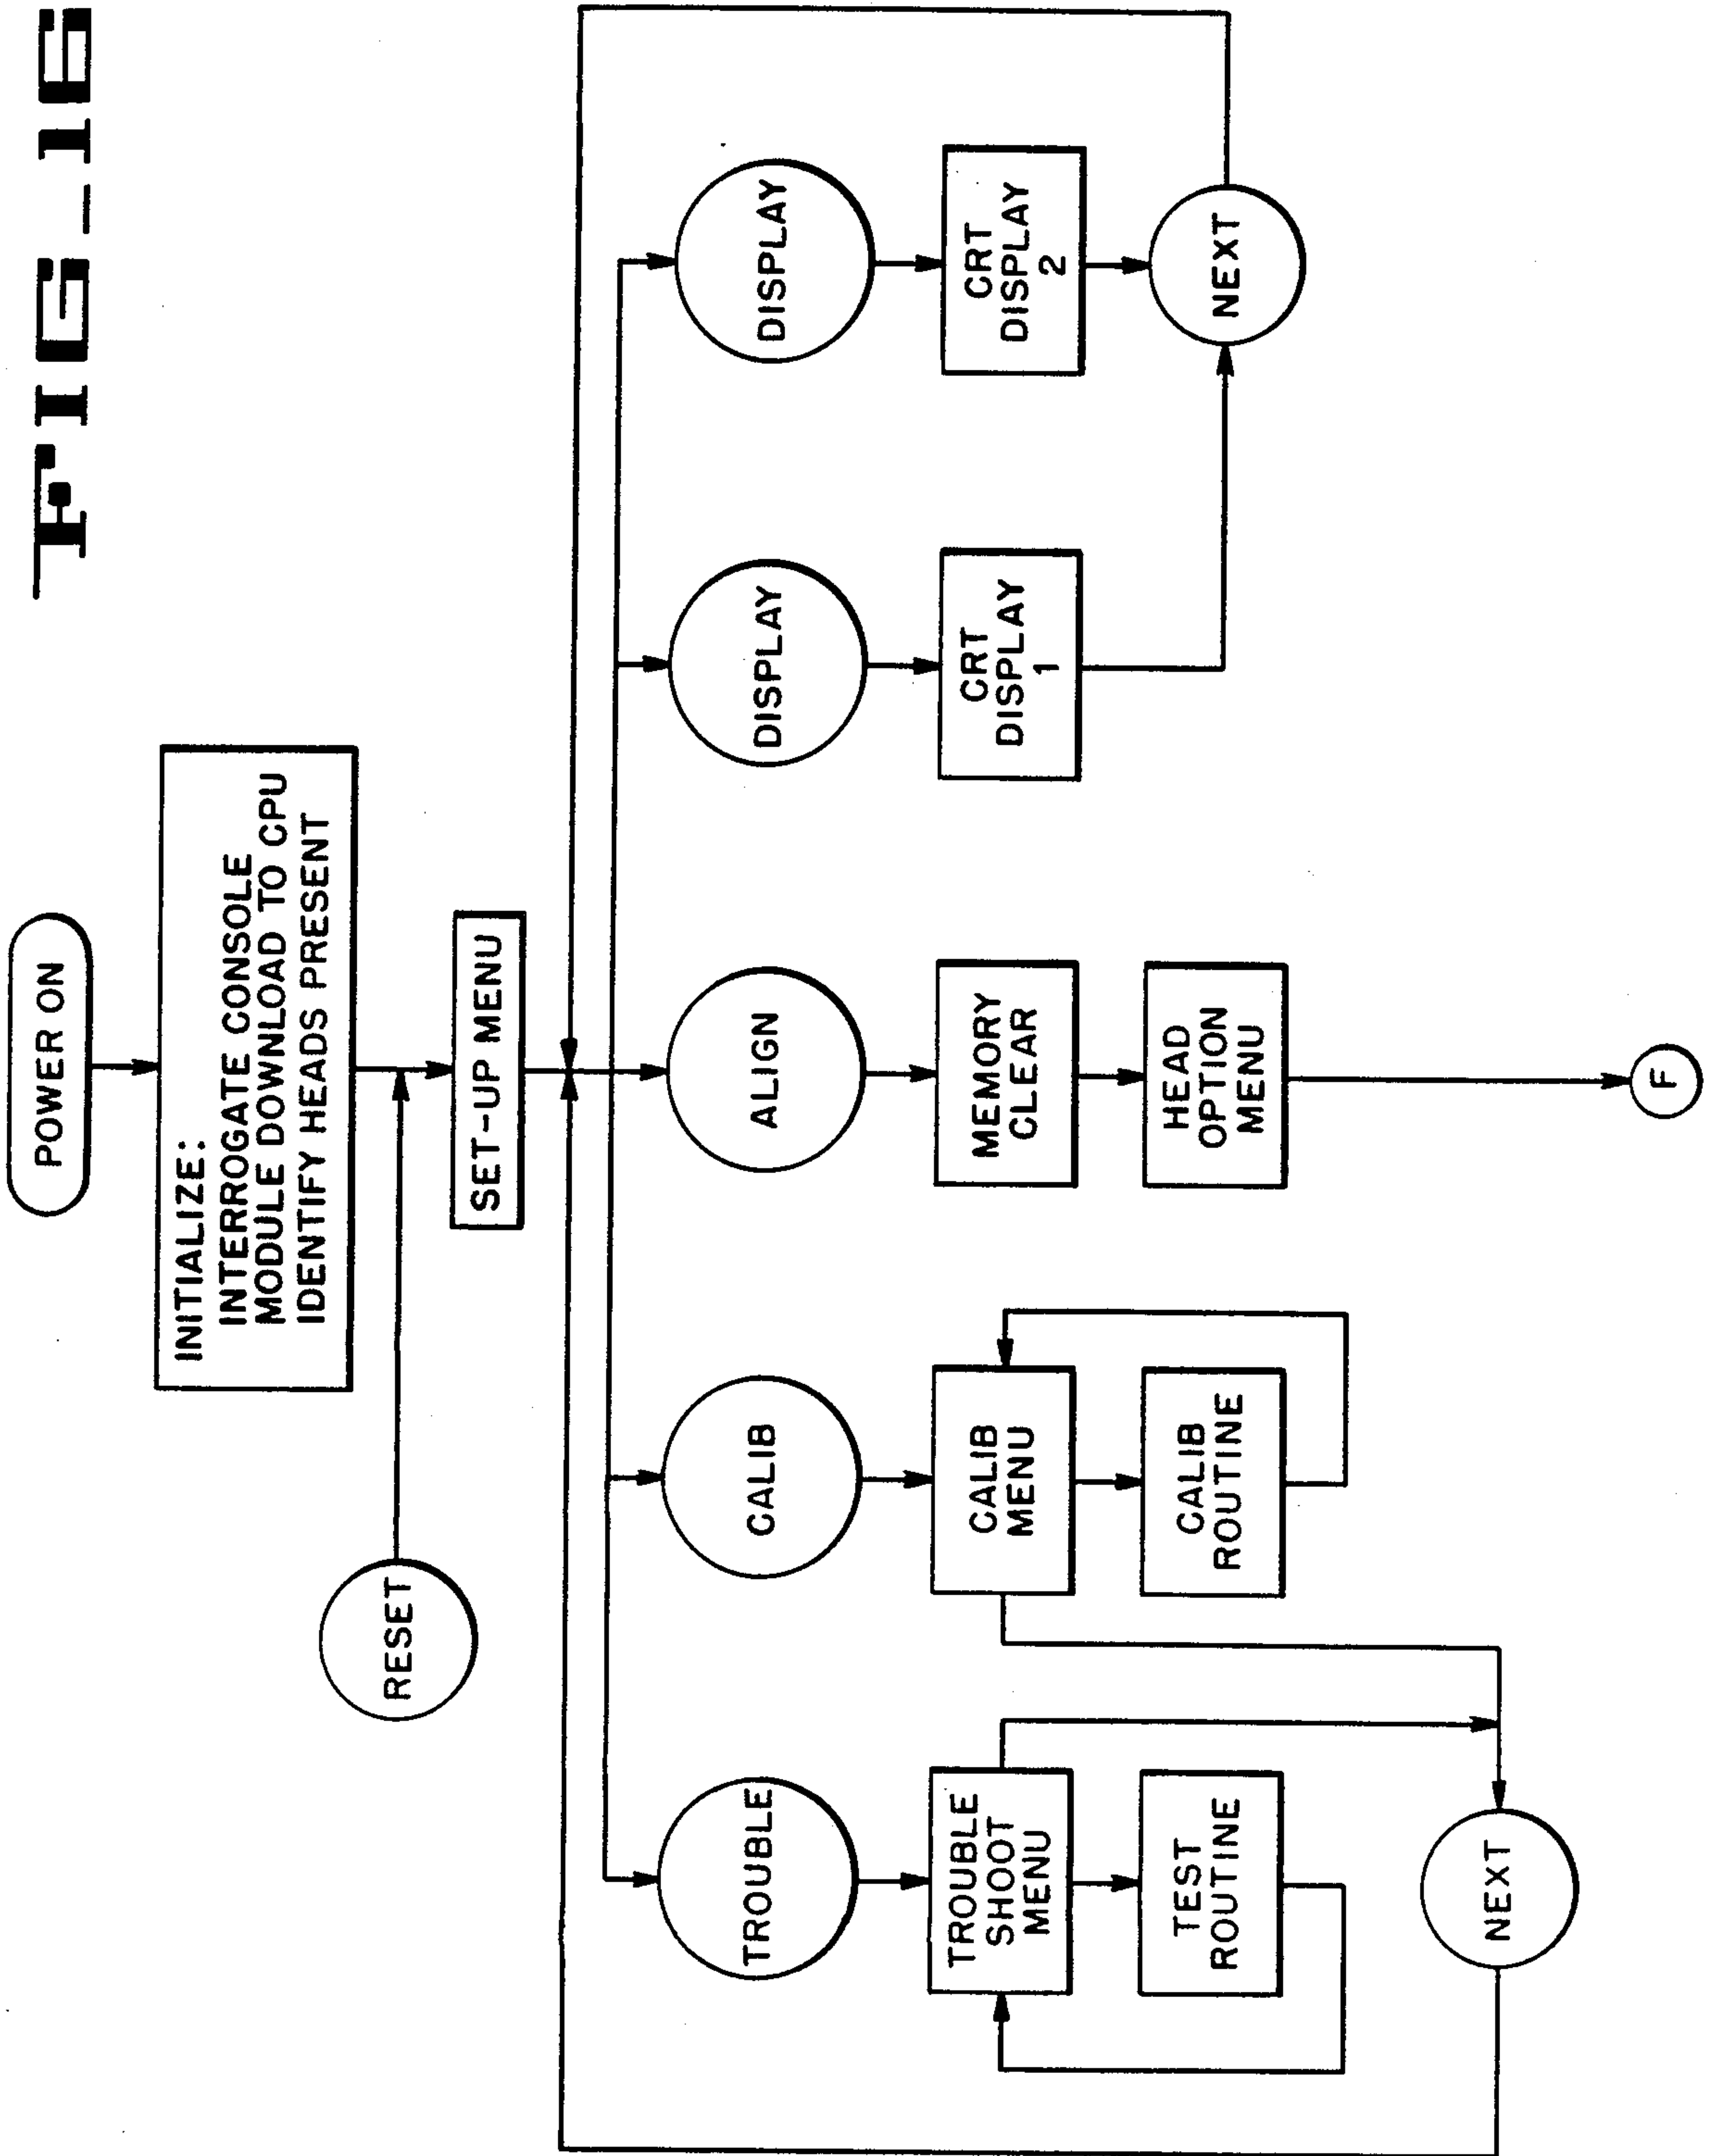 FIG_16
POWER ON
INITIALIZE:
INTERROGATE CONSOLE
MODULE DOWNLOAD TO CPU
IDENTIFY HEADS PRESENT
RESET
SET-UP MENU
TROUBLE
CALIB
ALIGN
DISPLAY
DISPLAY
TROUBLE
SHOOT
MENU
CALIB
MENU
MEMORY
CLEAR
CRT
DISPLAY
1
CRT
DISPLAY
2
TEST
ROUTINE
CALIB
ROUTINE
HEAD
OPTION
MENU
NEXT
NEXT
F